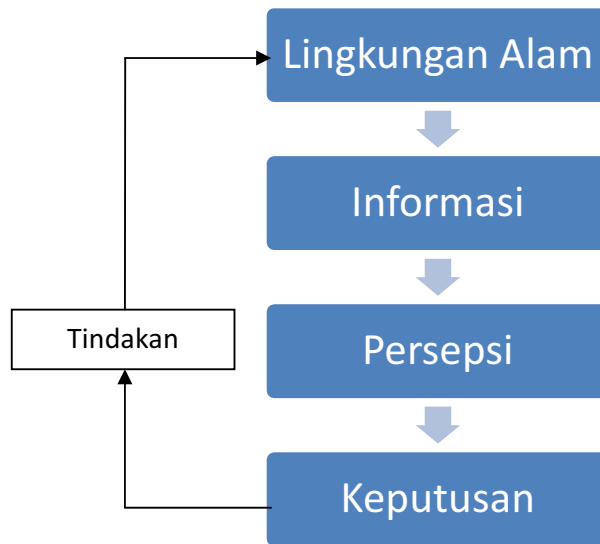 Lingkungan Alam
Informasi
Persepsi
Tindakan
Keputusan